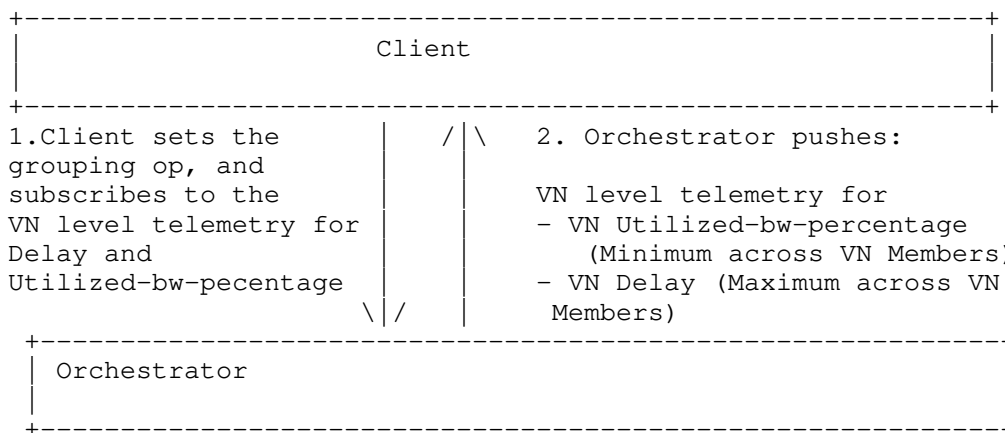 Client
1.Client sets the
grouping op, and
subscribes to the
VN level telemetry for
Delay and
Utilized-bw-pecentage
2. Orchestrator pushes:
VN level telemetry for
- VN Utilized-bw-percentage
(Minimum across VN Members)
- VN Delay (Maximum across VN
Members)
Orchestrator